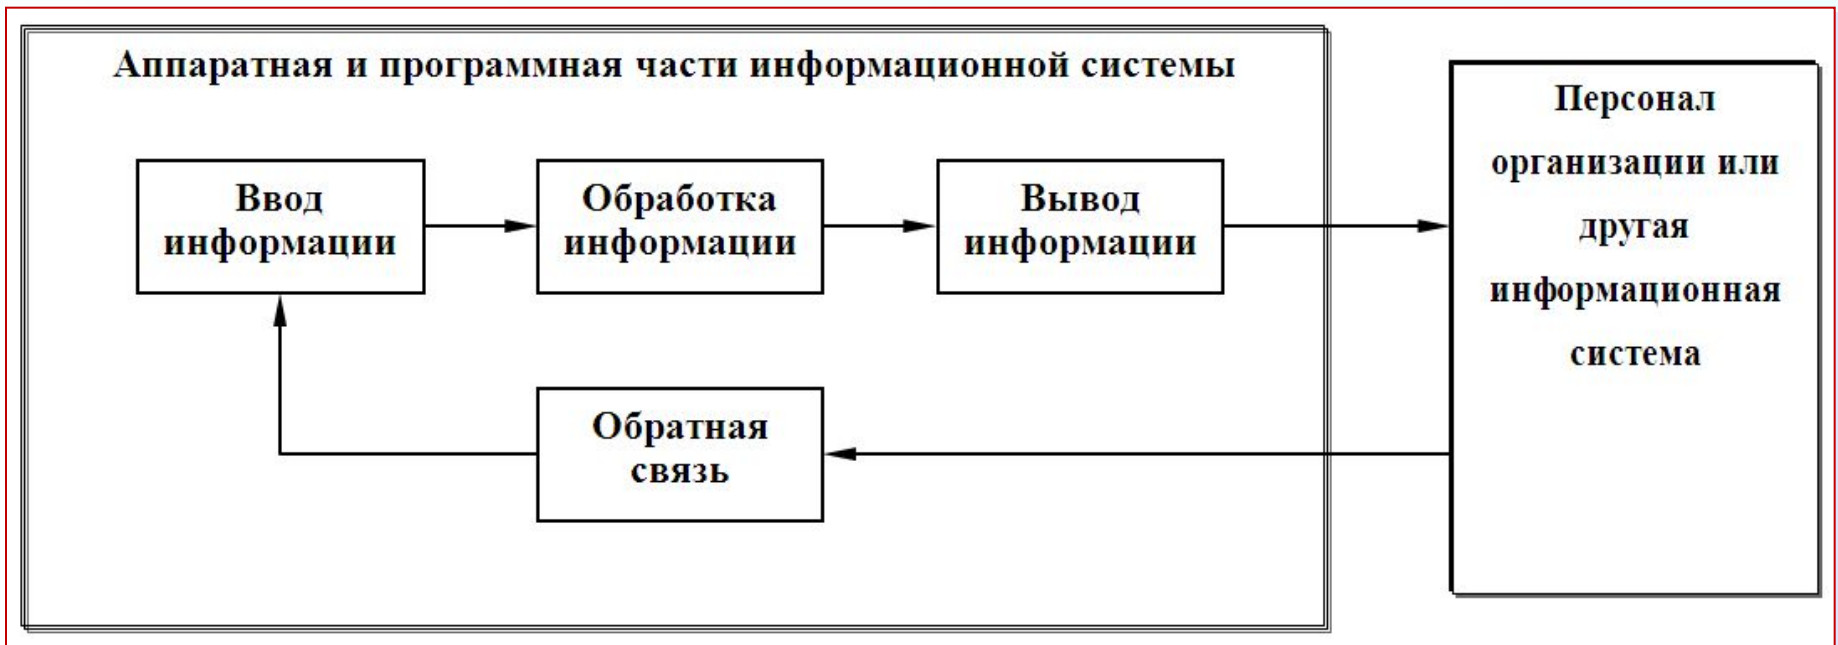 Аппаратная и программная части информационной системы
Ввод
информации
Обработка
информации
Вывод
информации
Обратная
связь
Персонал
организации или
другая
информационная
система